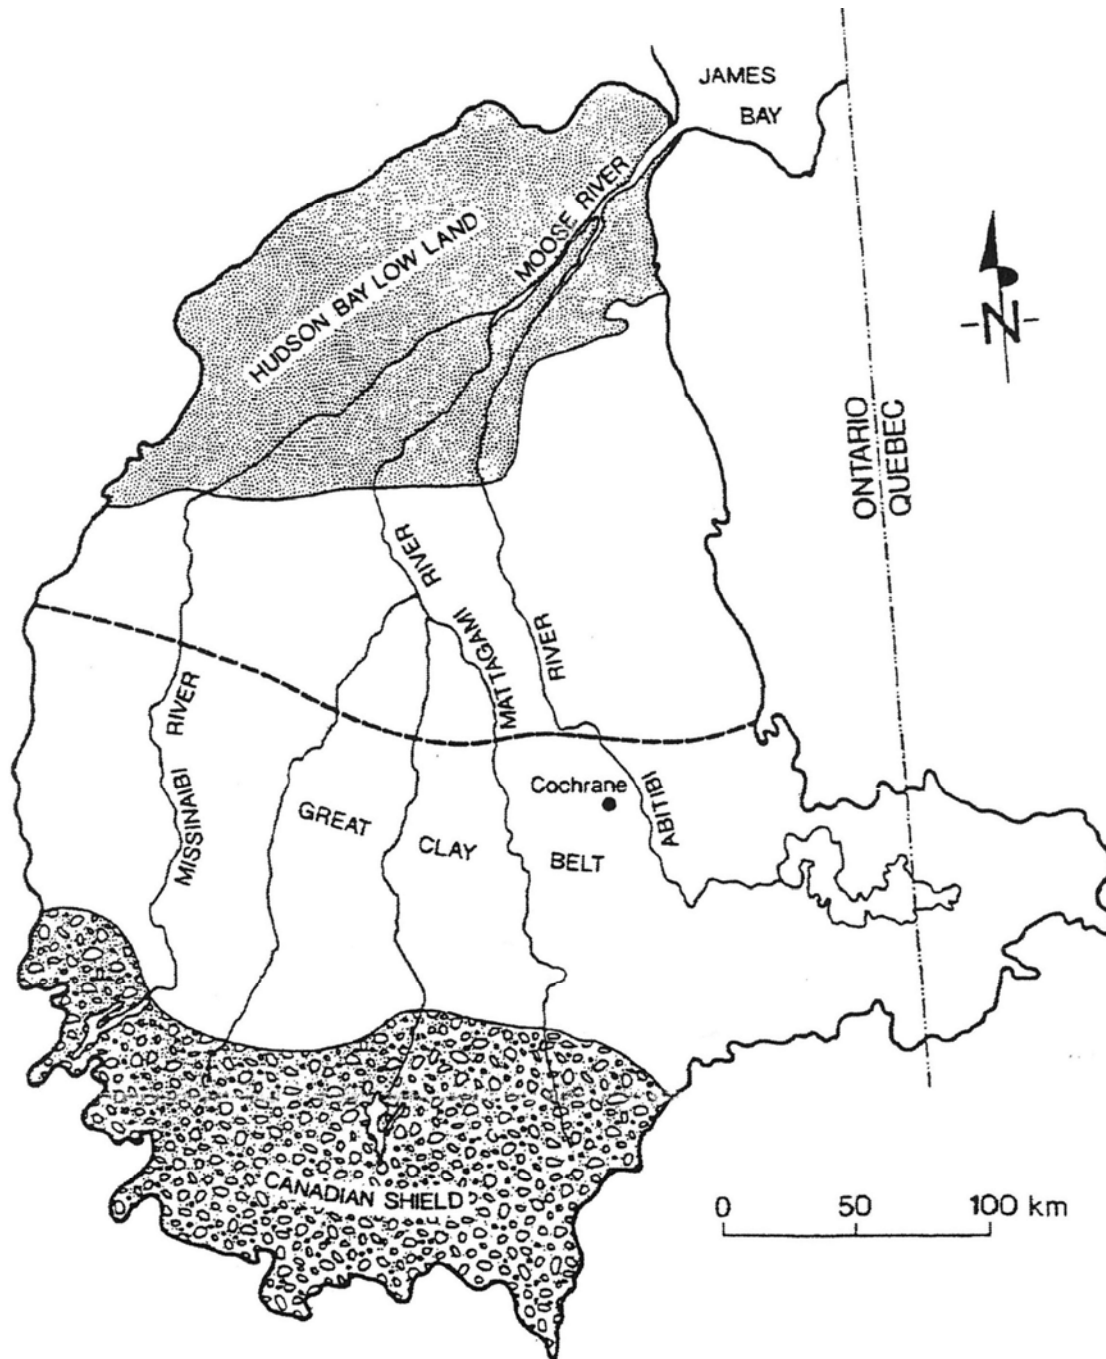 JAMES
BAY
HUDSON BAY LOW LAND
MOOSE RIVER
N
ONTARIO
QUEBEC
RIVER
MATTAGAMI
RIVER
RIVER
MISSINAIBI
ABITIBI
Cochrane
GREAT
CLAY
BELT
CANADIAN SHIELD
0 50 100 km